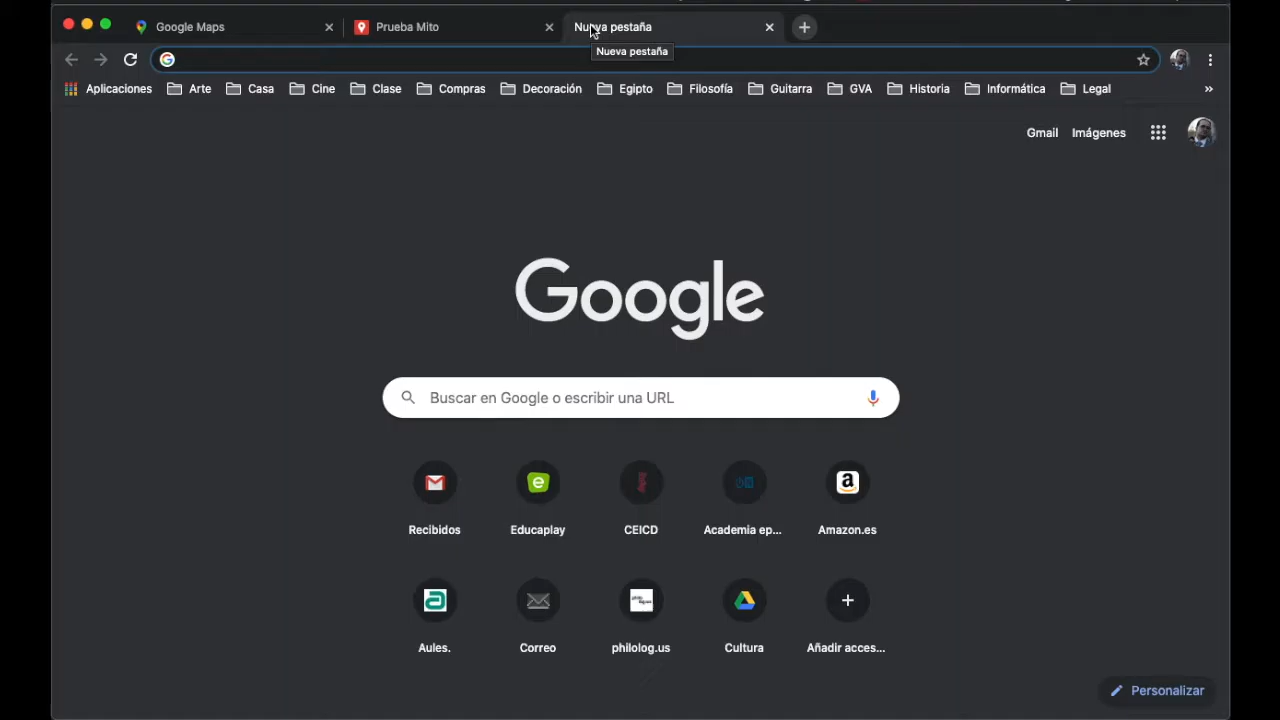 Google Maps
Prueba Mito
Nueva pestaña
Nueva pestaña
Aplicaciones Arte Casa Cine Clase Compras Decoración Egipto Filosofía Guitarra GVA Historia Informática Legal »
Gmail Imágenes
Google
Buscar en Google o escribir una URL
Recibidos Educaplay CEICD Academia ep... Amazon.es
Aules. Correo philolog.us Cultura Añadir acces...
Personalizar